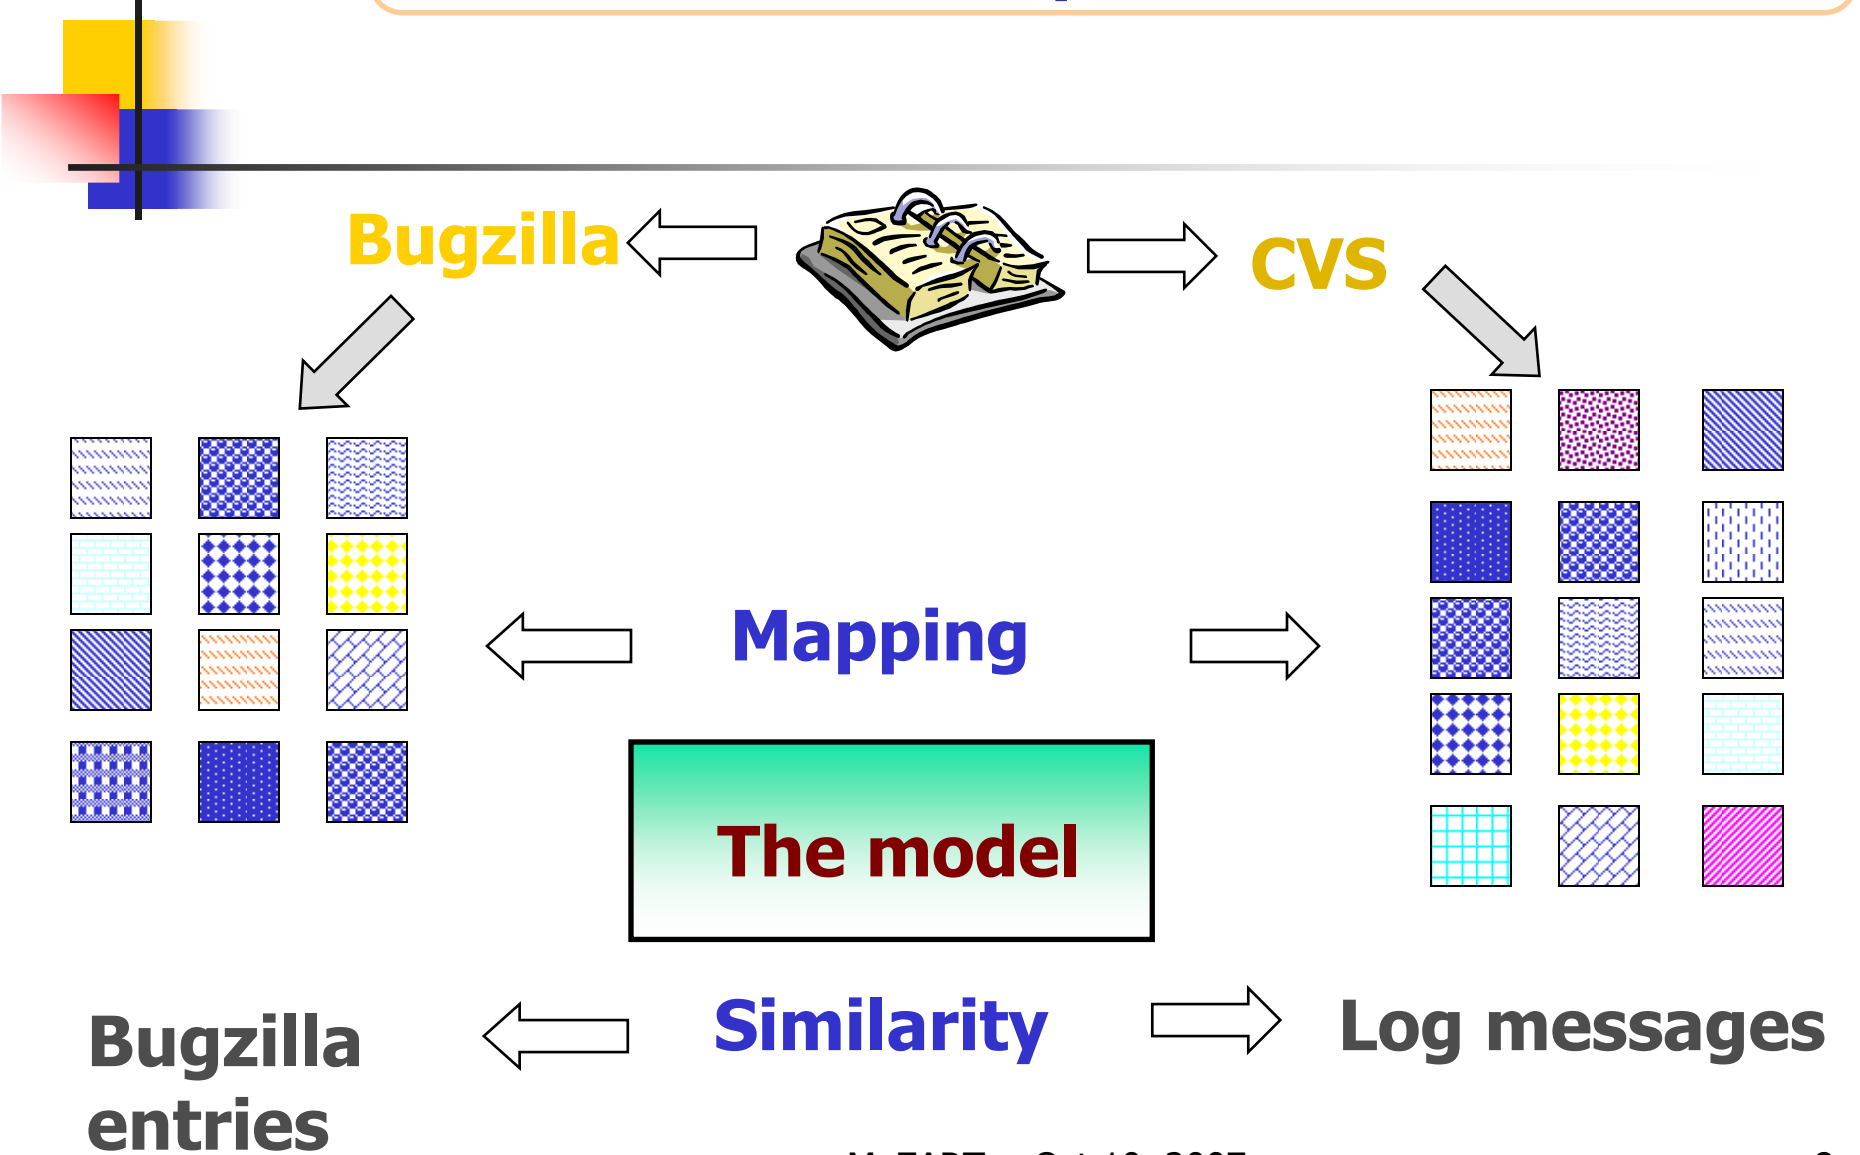 Bugzilla
CVS
Mapping
The model
Similarity
Log messages
Bugzilla
entries